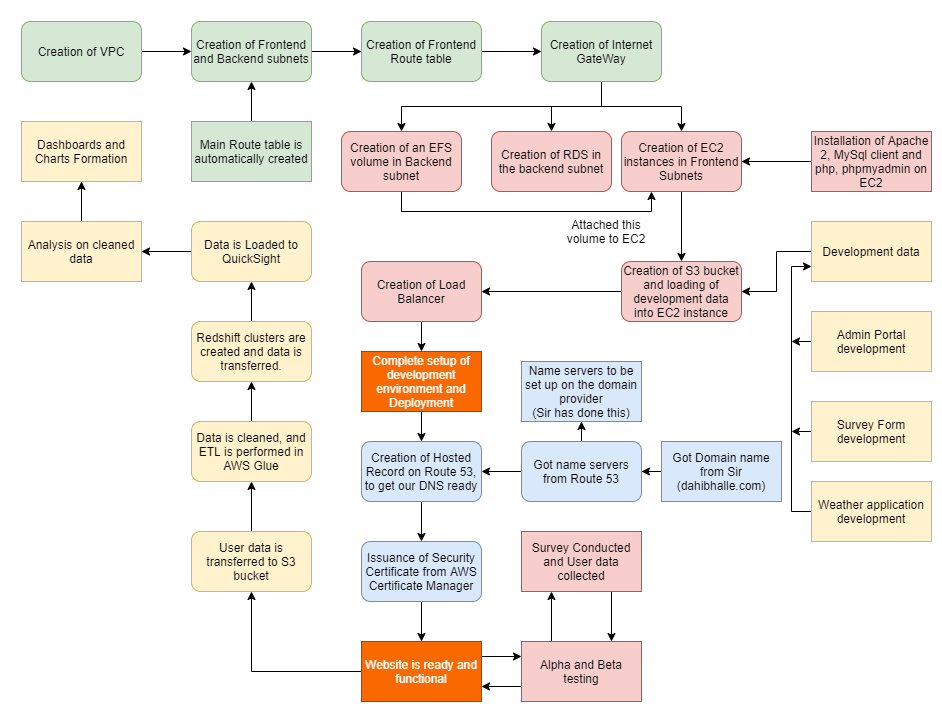 Creation of VPC
Creation of Frontend
and Backend subnets
Creation of Frontend
Route table
Creation of Internet
GateWay
Dashboards and
Charts Formation
Main Route table is
automatically created
Creation of an EFS
volume in Backend
subnet
Creation of RDS in
the backend subnet
Creation of EC2
instances in Frontend
Subnets
Installation of Apache
2, MySql client and
php, phpmyadmin on
EC2
Attached this
volume to EC2
Analysis on cleaned
data
Data is Loaded to
QuickSight
Development data
Creation of Load
Balancer
Creation of S3 bucket
and loading of
development data
into EC2 instance
Redshift clusters are
created and data is
transferred.
Admin Portal
development
Complete setup of
development
environment and
Deployment
Name servers to be
set up on the domain
provider
(Sir has done this)
Survey Form
development
Data is cleaned, and
ETL is performed in
AWS Glue
Creation of Hosted
Record on Route 53,
to get our DNS ready
Got name servers
from Route 53
Got Domain name
from Sir
(dahibhalle.com)
Weather application
development
User data is
transferred to S3
bucket
Issuance of Security
Certificate from AWS
Certificate Manager
Survey Conducted
and User data
collected
Website is ready and
functional
Alpha and Beta
testing